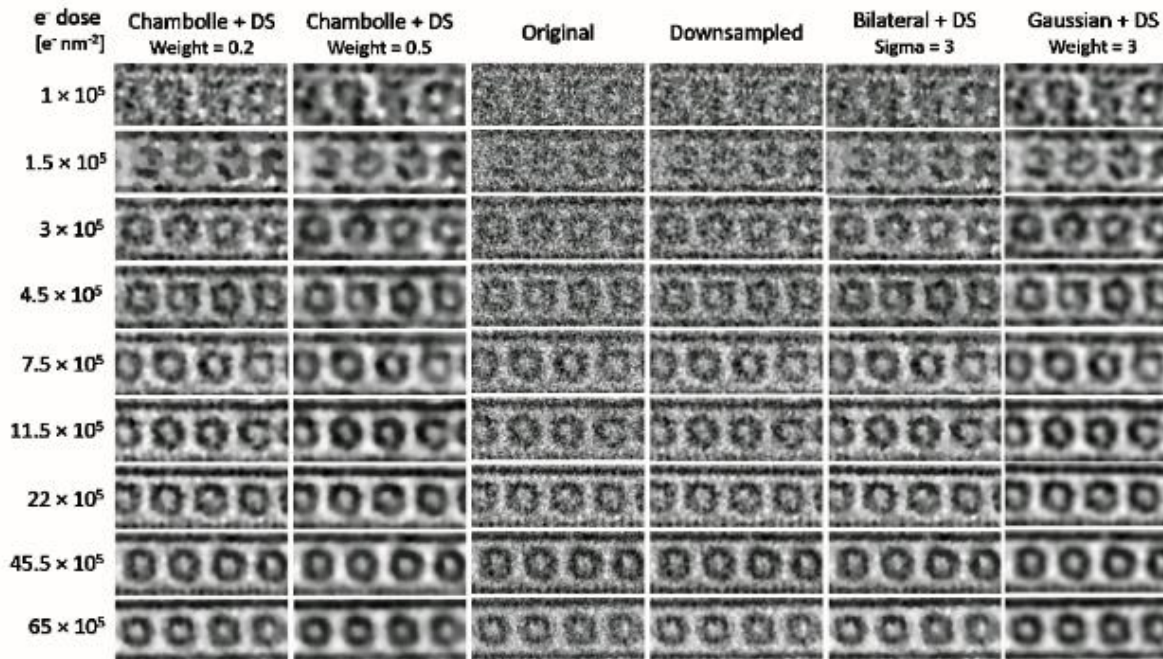 e⁻ dose
[e⁻ nm⁻²]
Chambolle + DS
Weight = 0.2
Chambolle + DS
Weight = 0.5
Original
Downsampled
Bilateral + DS
Sigma = 3
Gaussian + DS
Weight = 3
1 × 10⁵
1.5 × 10⁵
3 × 10⁵
4.5 × 10⁵
7.5 × 10⁵
11.5 × 10⁵
22 × 10⁵
45.5 × 10⁵
65 × 10⁵